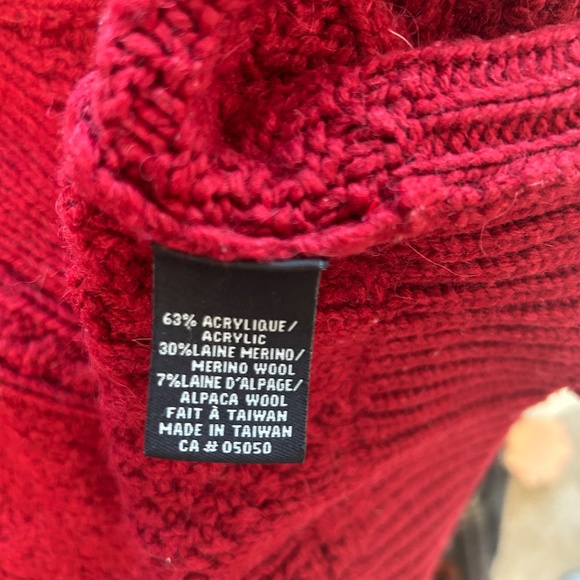 63% ACRYLIQUE/
ACRYLIC
30%LAINE MERINO/
MERINO WOOL
7%LAINE D'ALPAGE/
ALPACA WOOL
FAIT À TAIWAN
MADE IN TAIWAN
CA # 05050